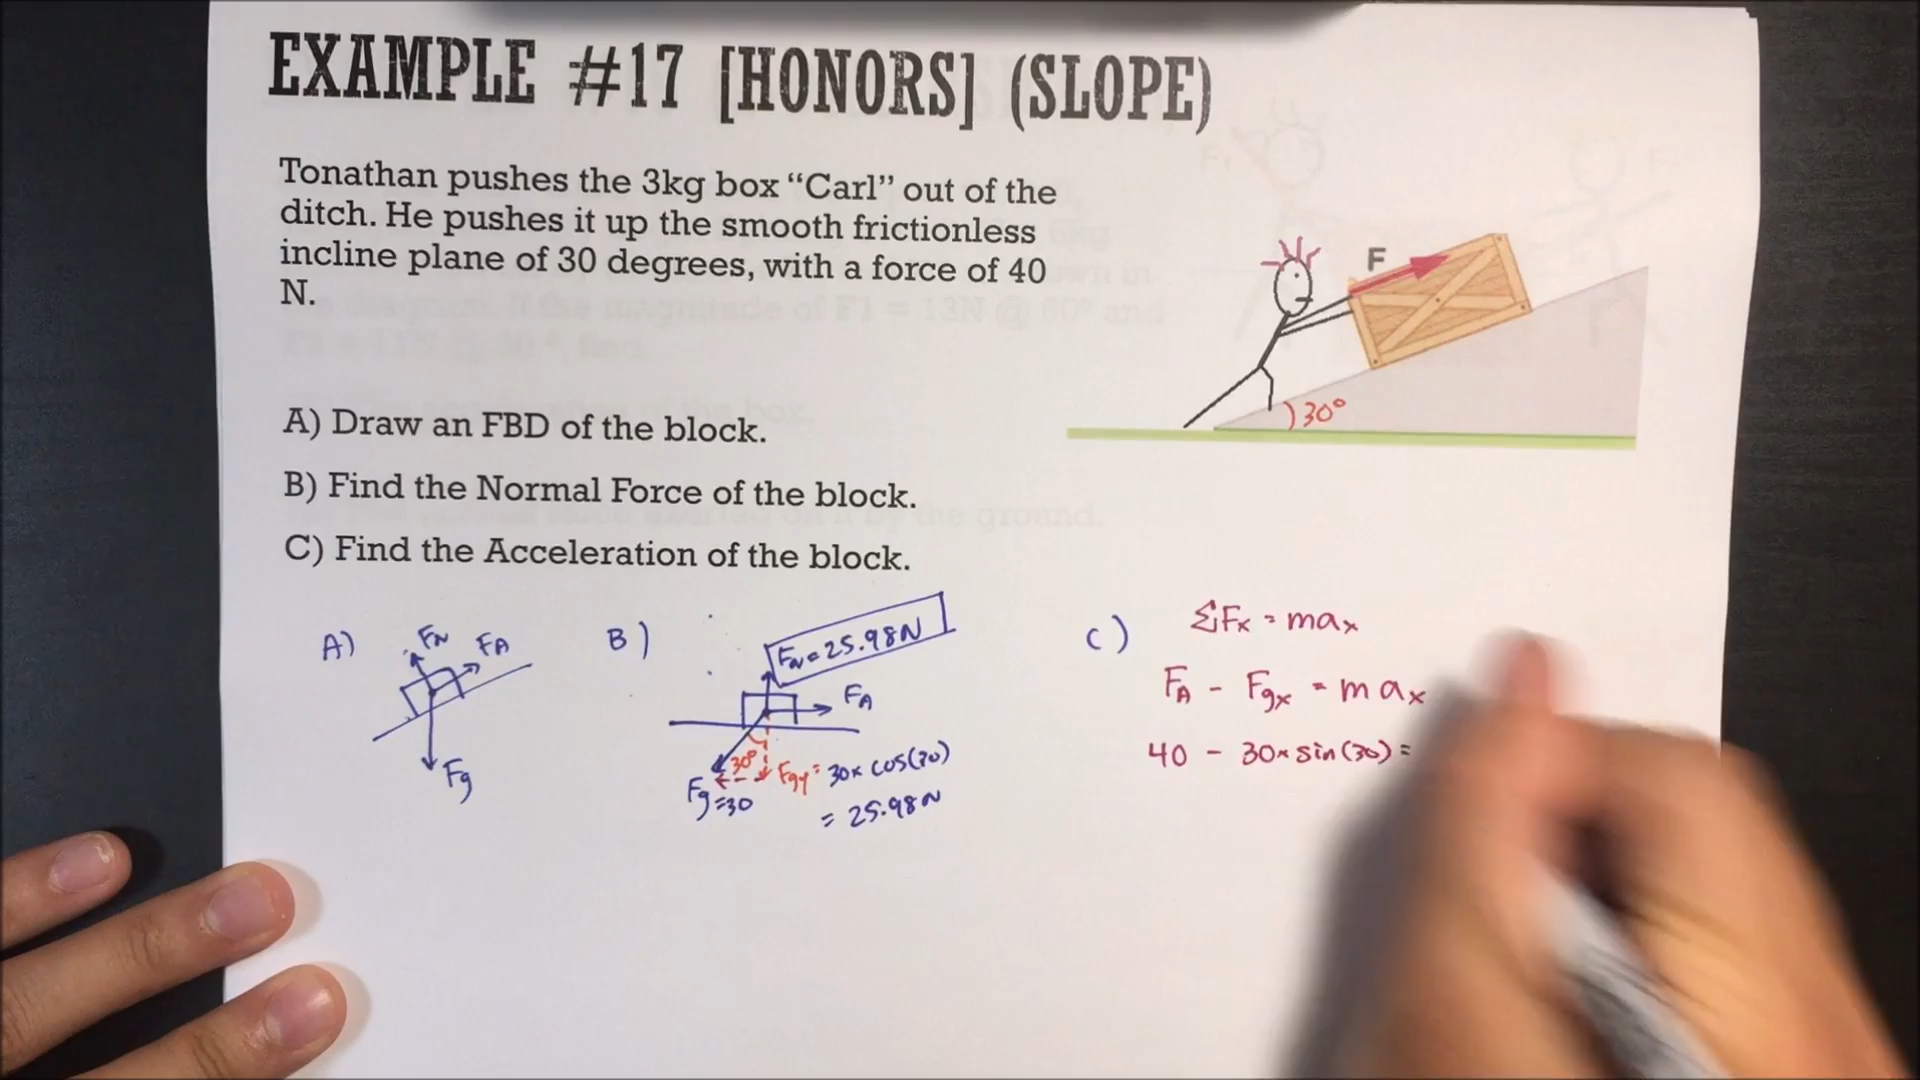 EXAMPLE #17 [HONORS] (SLOPE)
Tonathan pushes the 3kg box “Carl” out of the
ditch. He pushes it up the smooth frictionless
incline plane of 30 degrees, with a force of 40
N.
F
30°
A) Draw an FBD of the block.
B) Find the Normal Force of the block.
C) Find the Acceleration of the block.
A)
FN
FA
Fg
B)
FN = 25.98N
FA
30°
Fg = 30
Fgy = 30 x cos(30)
= 25.98N
C)
ΣFx = max
FA - Fgx = max
40 - 30 x sin(30) =